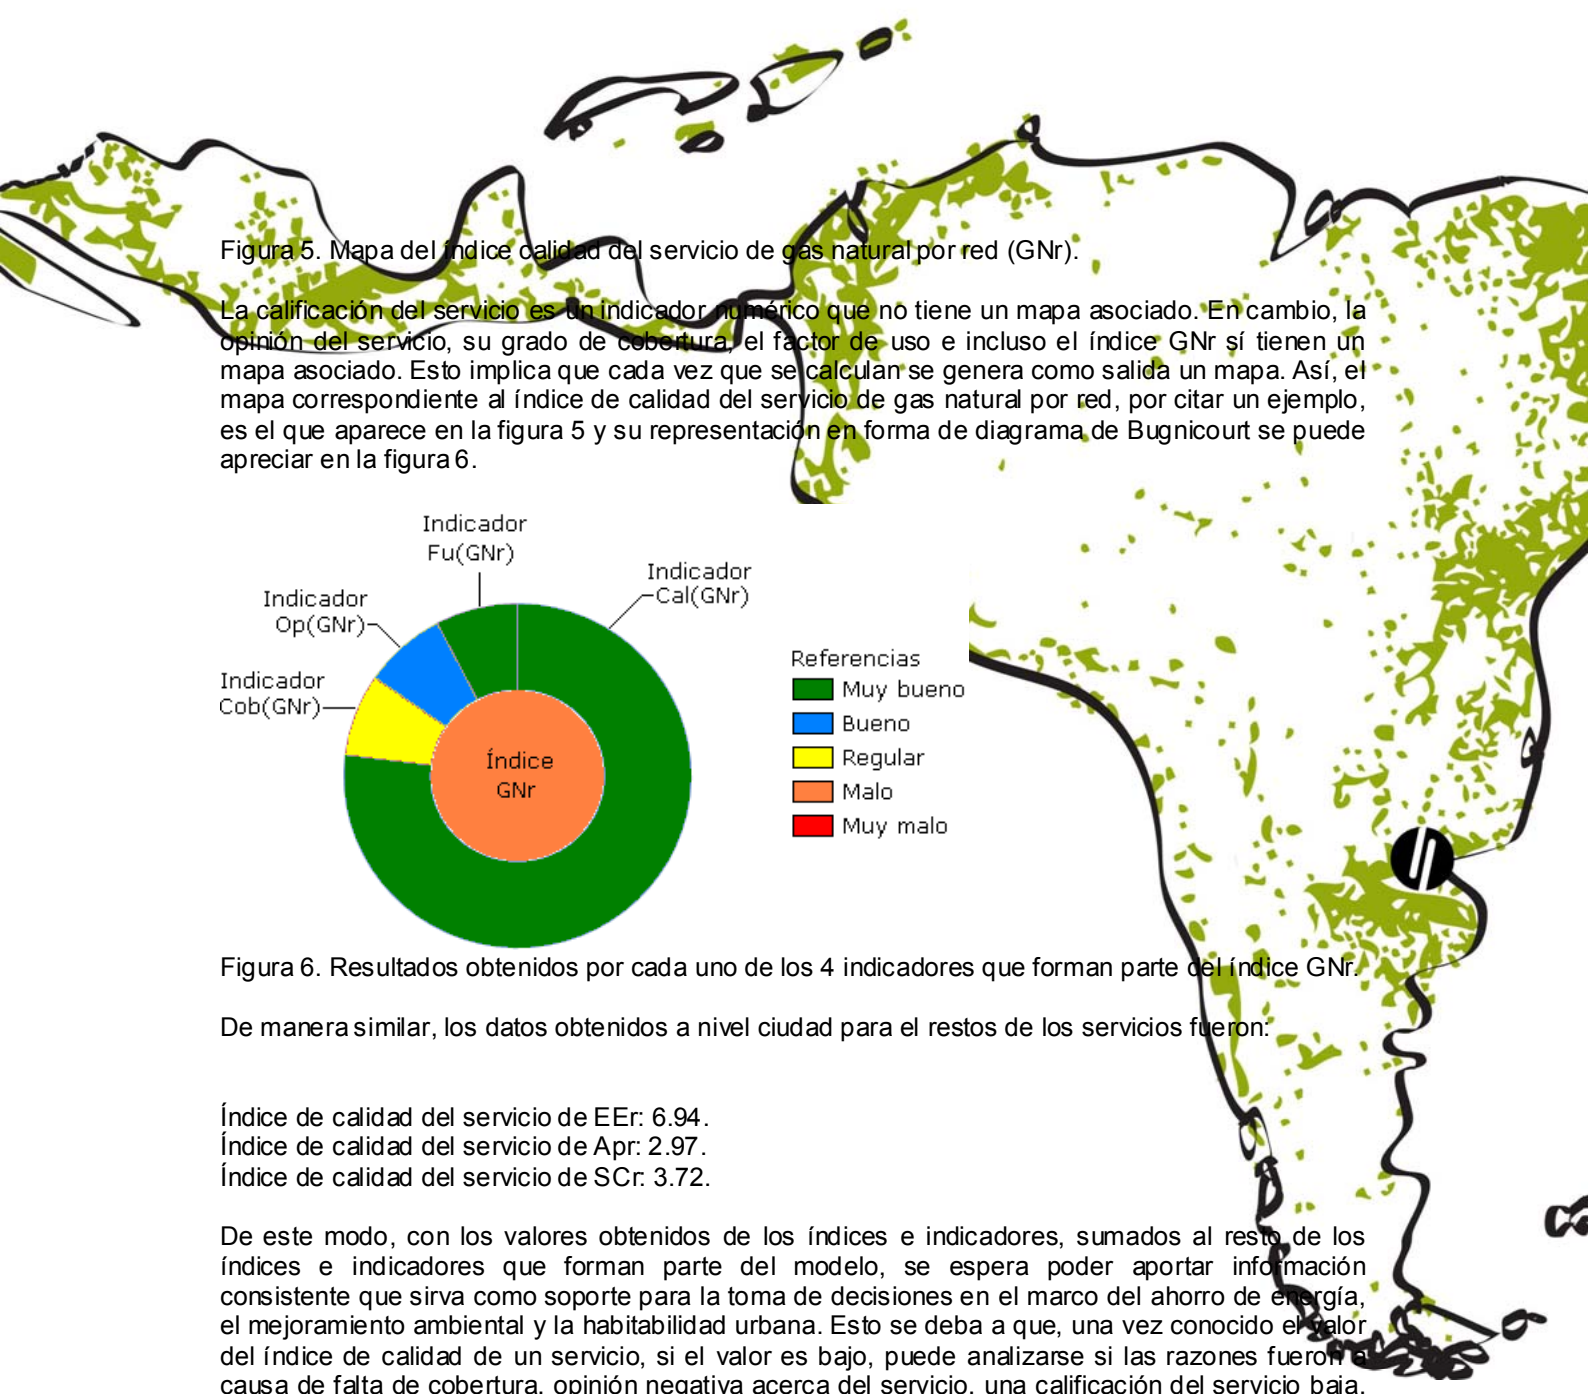 Figura 5. Mapa del índice calidad del servicio de gas natural por red (GNr).
La calificación del servicio es un indicador numérico que no tiene un mapa asociado. En cambio, la
opinión del servicio, su grado de cobertura, el factor de uso e incluso el índice GNr sí tienen un
mapa asociado. Esto implica que cada vez que se calculan se genera como salida un mapa. Así, el
mapa correspondiente al índice de calidad del servicio de gas natural por red, por citar un ejemplo,
es el que aparece en la figura 5 y su representación en forma de diagrama de Bugnicourt se puede
apreciar en la figura 6.
Indicador
Fu(GNr)
Indicador
Cal(GNr)
Indicador
Op(GNr)
Indicador
Cob(GNr)
Índice
GNr
Referencias
Muy bueno
Bueno
Regular
Malo
Muy malo
Figura 6. Resultados obtenidos por cada uno de los 4 indicadores que forman parte del índice GNr.
De manera similar, los datos obtenidos a nivel ciudad para el restos de los servicios fueron:
Índice de calidad del servicio de EEr: 6.94.
Índice de calidad del servicio de Apr: 2.97.
Índice de calidad del servicio de SCr: 3.72.
De este modo, con los valores obtenidos de los índices e indicadores, sumados al resto de los
índices e indicadores que forman parte del modelo, se espera poder aportar información
consistente que sirva como soporte para la toma de decisiones en el marco del ahorro de energía,
el mejoramiento ambiental y la habitabilidad urbana. Esto se deba a que, una vez conocido el valor
del índice de calidad de un servicio, si el valor es bajo, puede analizarse si las razones fueron a
causa de falta de cobertura, opinión negativa acerca del servicio, una calificación del servicio baja,